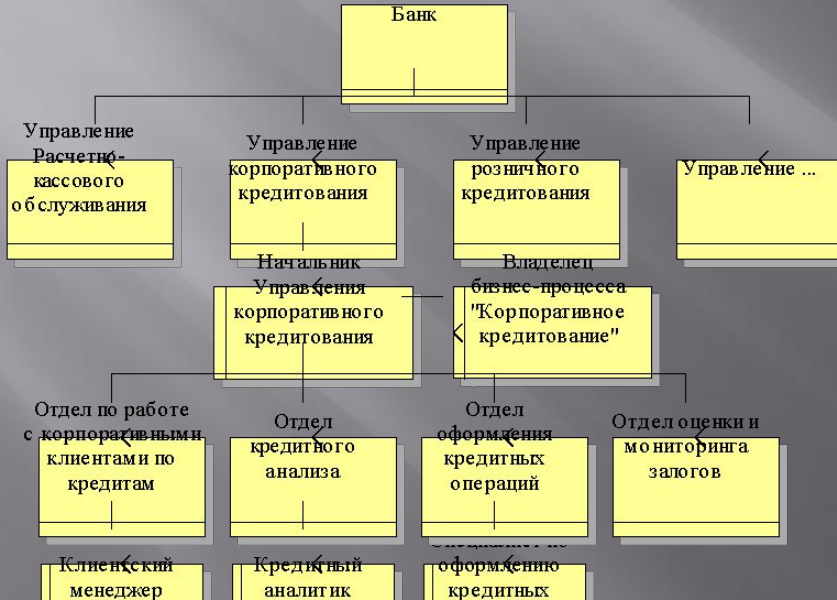 Банк
Управление
Расчетно-
кассового
обслуживания
Управление
корпоративного
кредитования
Управление
розничного
кредитования
Управление ...
Начальник
Управления
корпоративного
кредитования
Владелец
бизнес-процесса
"Корпоративное
кредитование"
Отдел по работе
с корпоративными
клиентами по
кредитам
Отдел
кредитного
анализа
Отдел
оформления
кредитных
операций
Отдел оценки и
мониторинга
залогов
Клиентский
менеджер
Кредитный
аналитик
оформлению
кредитных